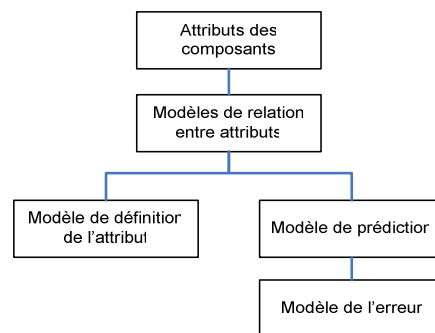 Attributs des
composants
Modèles de relation
entre attributs
Modèle de définition
de l'attribut
Modèle de prédiction
Modèle de l'erreur